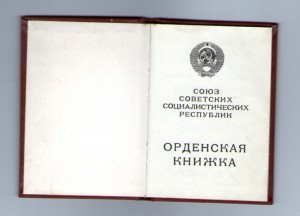 СОЮЗ
СОВЕТСКИХ
СОЦИАЛИСТИЧЕСКИХ
РЕСПУБЛИК
ОРДЕНСКАЯ
КНИЖКА